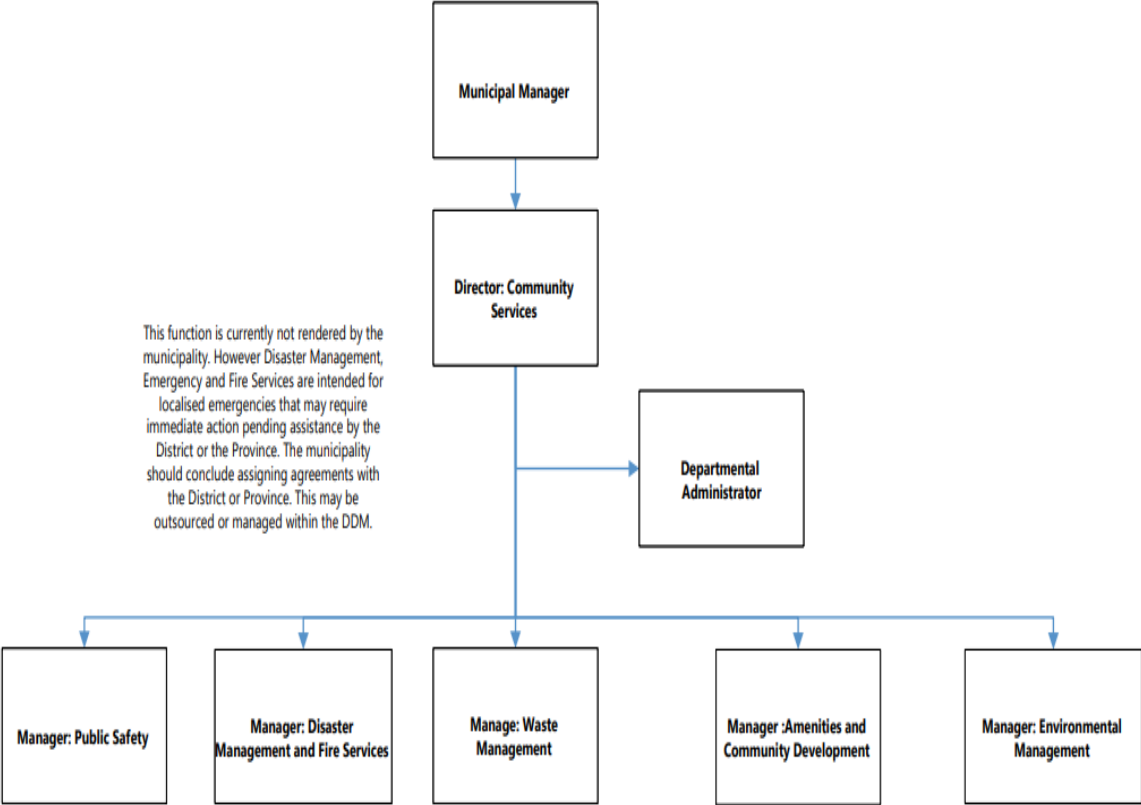 Municipal Manager
Director: Community
Services
This function is currently not rendered by the
municipality. However Disaster Management,
Emergency and Fire Services are intended for
localised emergencies that may require
immediate action pending assistance by the
District or the Province. The municipality
should conclude assigning agreements with
the District or Province. This may be
outsourced or managed within the DDM.
Departmental
Administrator
Manager: Public Safety
Manager: Disaster
Management and Fire Services
Manage: Waste
Management
Manager :Amenities and
Community Development
Manager: Environmental
Management